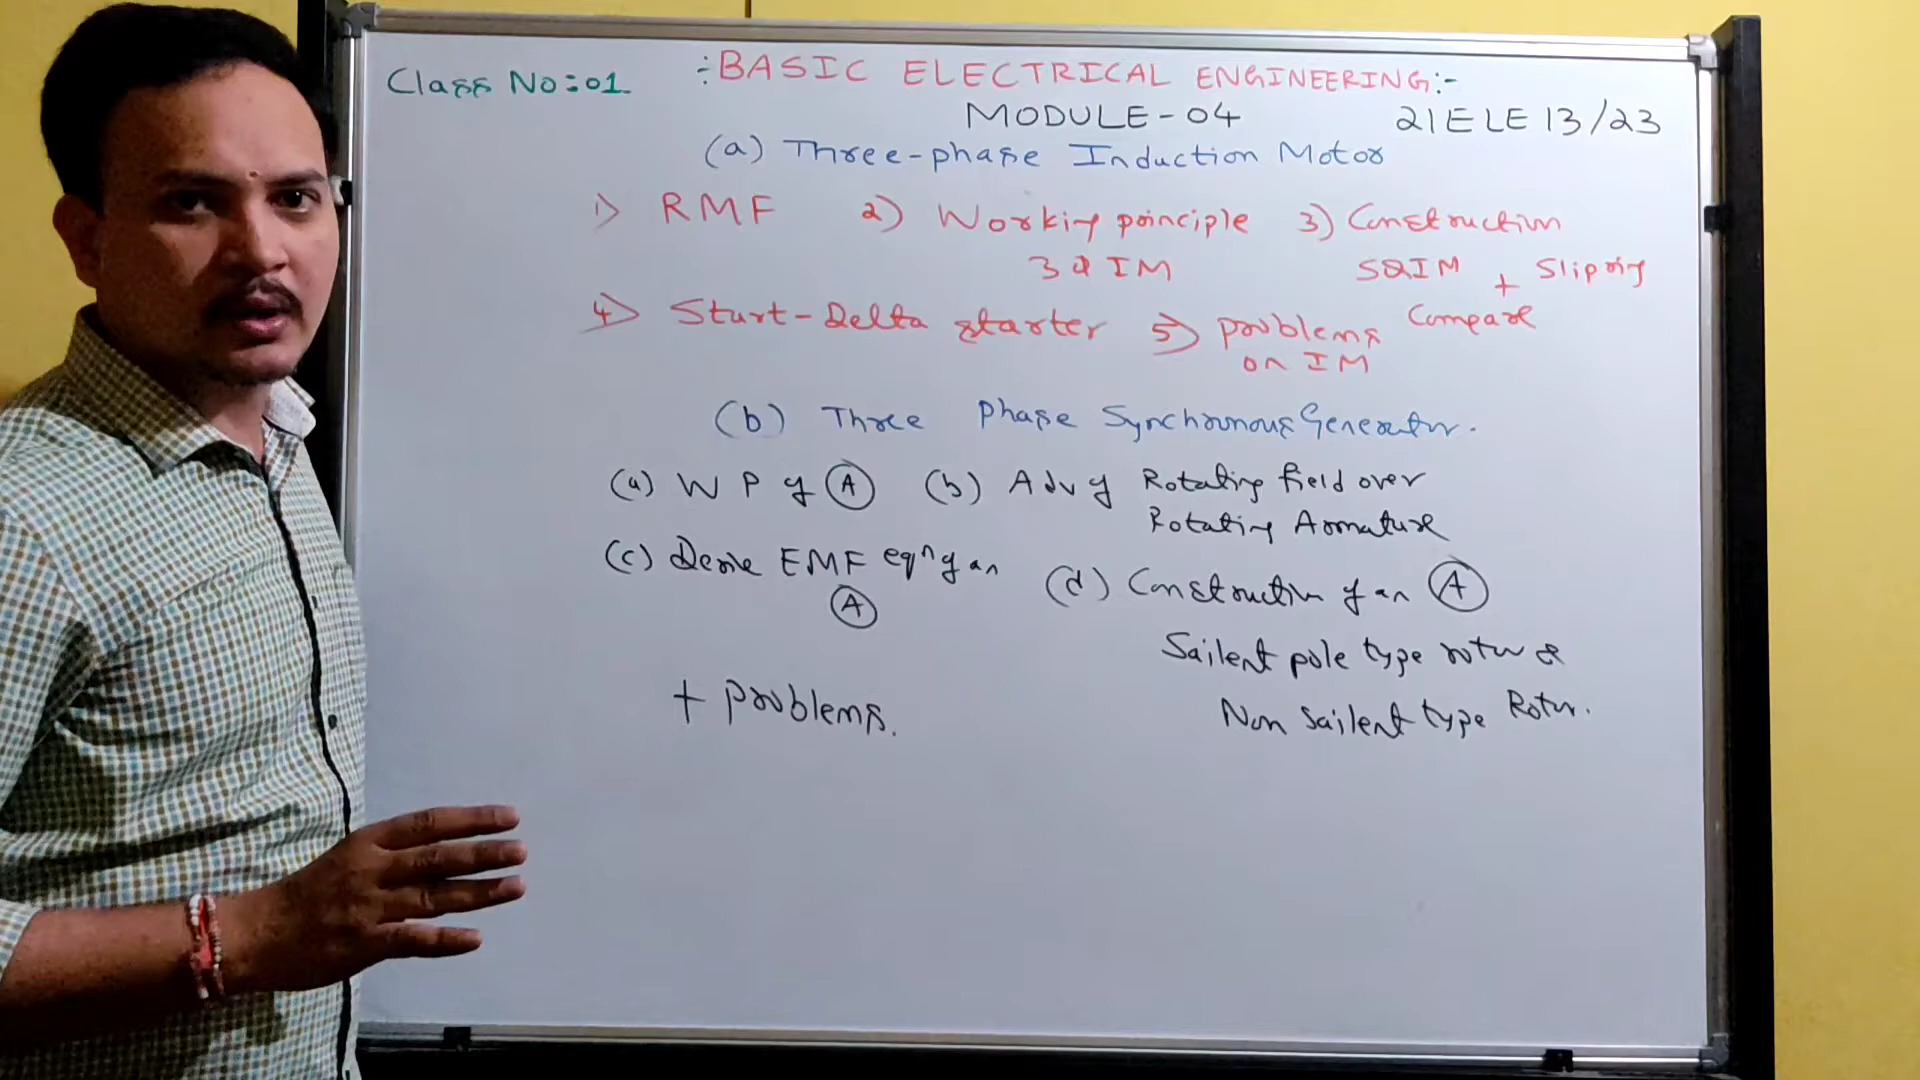 Class No:01
:BASIC ELECTRICAL ENGINEERING:-
MODULE-04
21ELE13/23
(a) Three-phase Induction Motor
1) RMF 2) Working principle 3) Construction
3Φ IM SQIM + Slipring
4) Start-Delta starter 5) problems Compare
on IM
(b) Three Phase Synchronous Generator.
(a) W P of (A) (b) Adv of Rotating field over
Rotating Armature
(c) Derive EMF eqn of an (A) (d) Construction of an (A)
Sailent pole type rotor &
+ problems.
Non Sailent type Rotor.